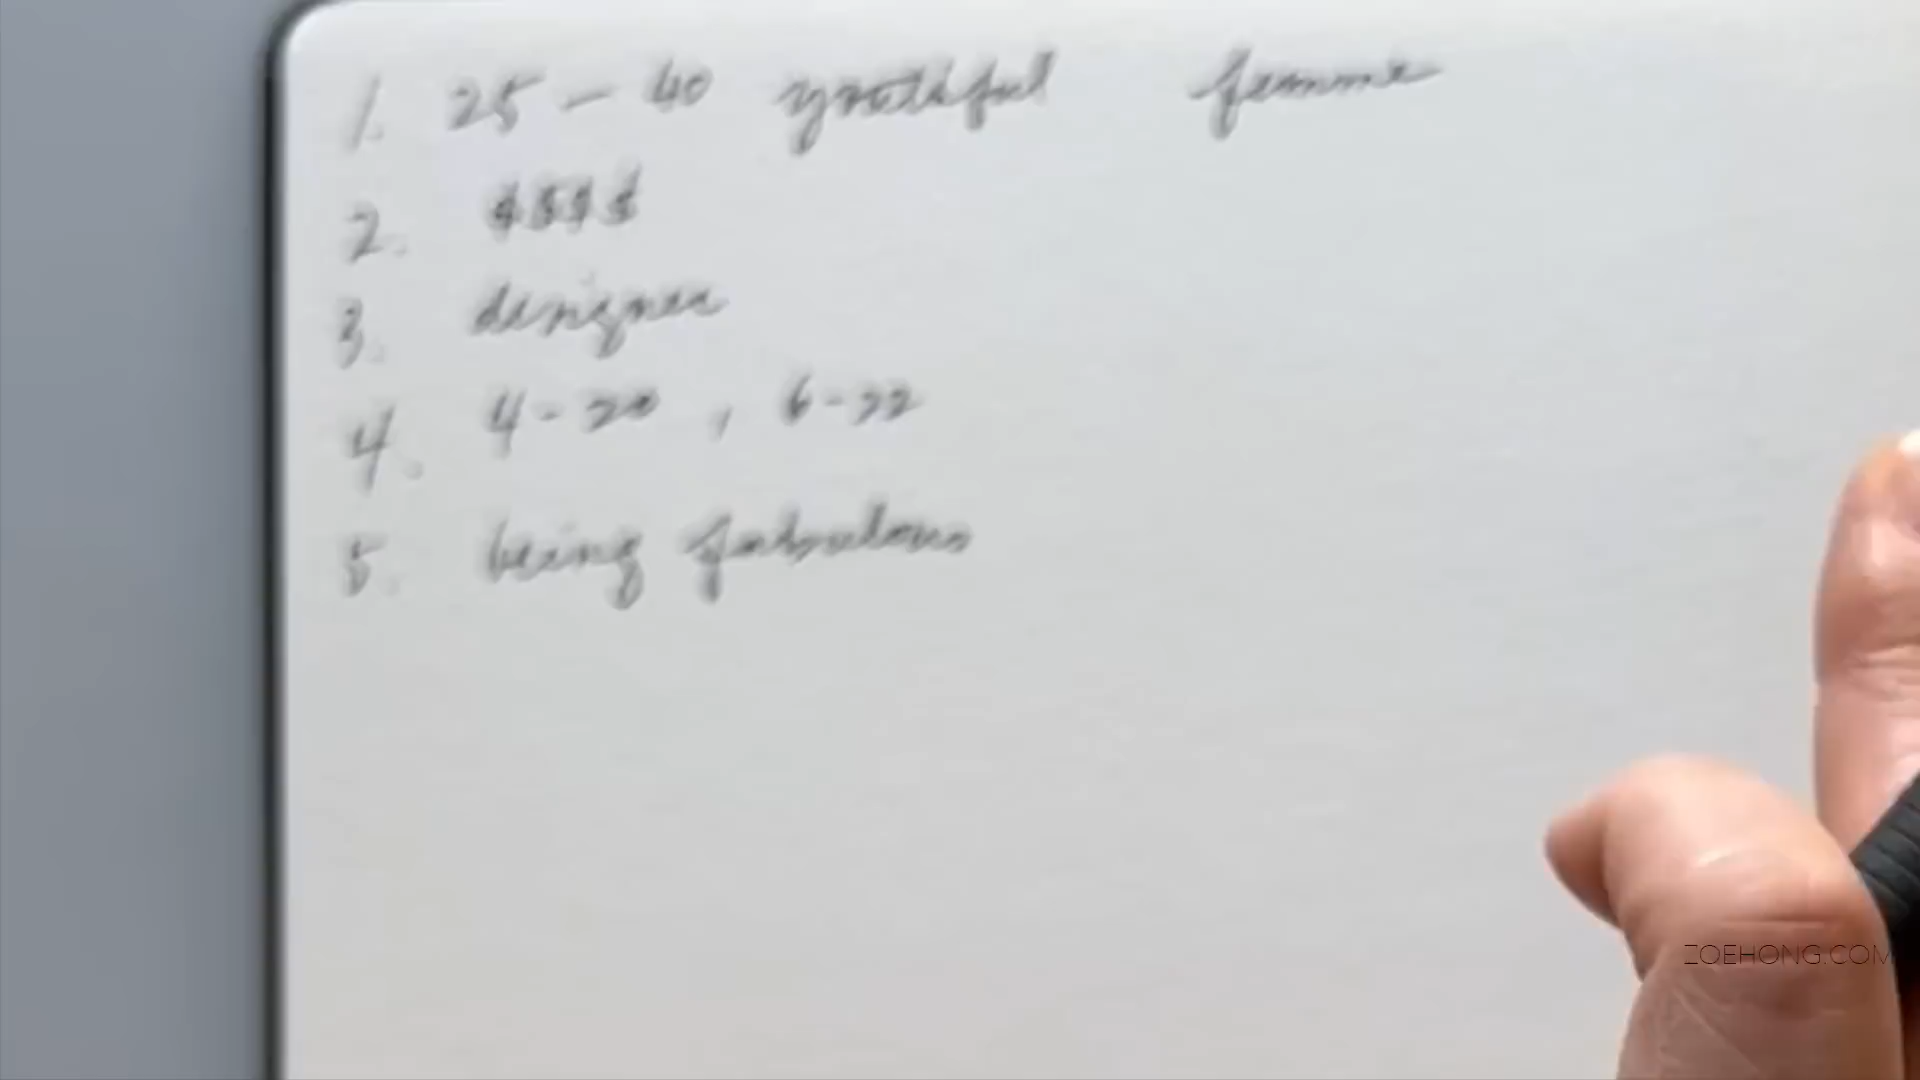 1. 25 - 40 youthful femme
2. $$$$
3. designer
4. 4-20, 6-22
5. being fabulous
ZOEHONG.COM